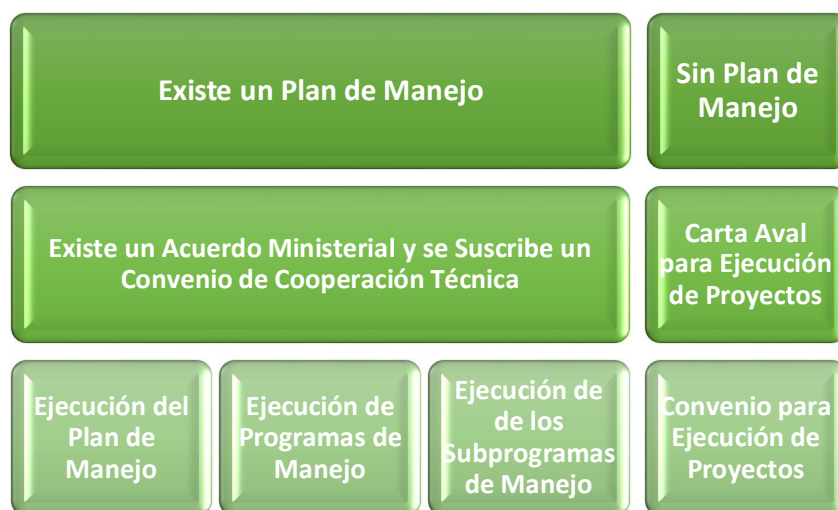 Existe un Plan de Manejo
Sin Plan de
Manejo
Existe un Acuerdo Ministerial y se Suscribe un
Convenio de Cooperación Técnica
Carta Aval
para Ejecución
de Proyectos
Ejecución del
Plan de
Manejo
Ejecución de
Programas de
Manejo
Ejecución de
de los
Subprogramas
de Manejo
Convenio para
Ejecución de
Proyectos